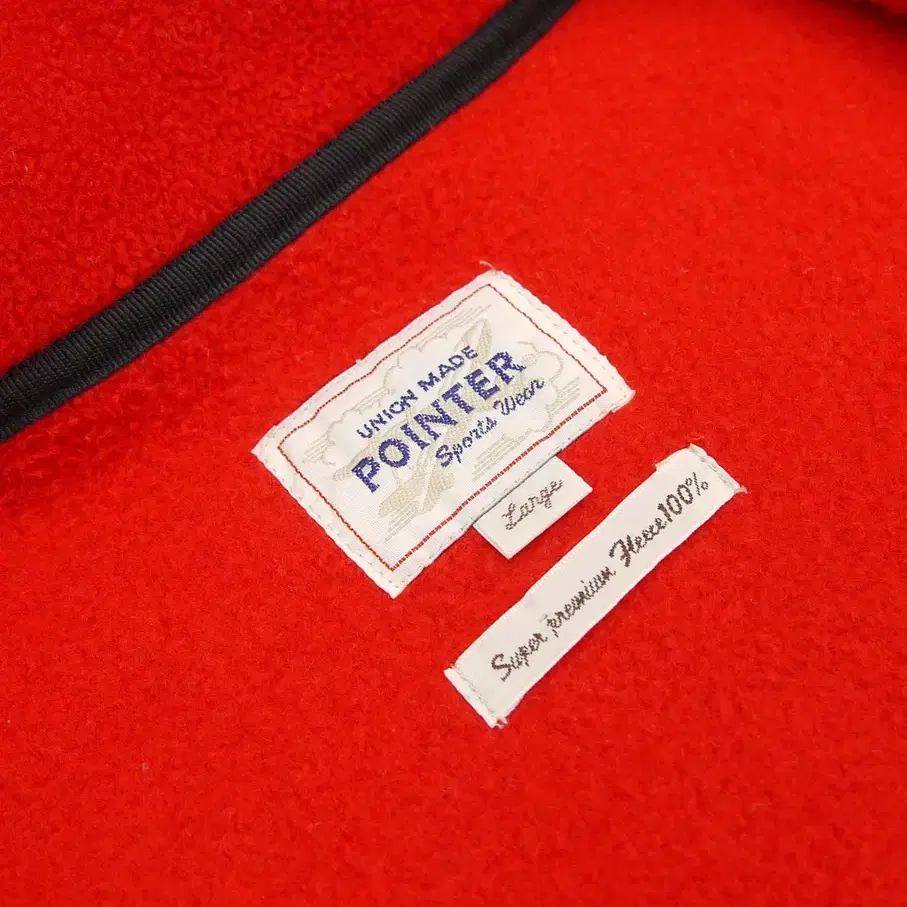 UNION MADE
POINTER
Sports Wear
Large
Super premium Fleece100%